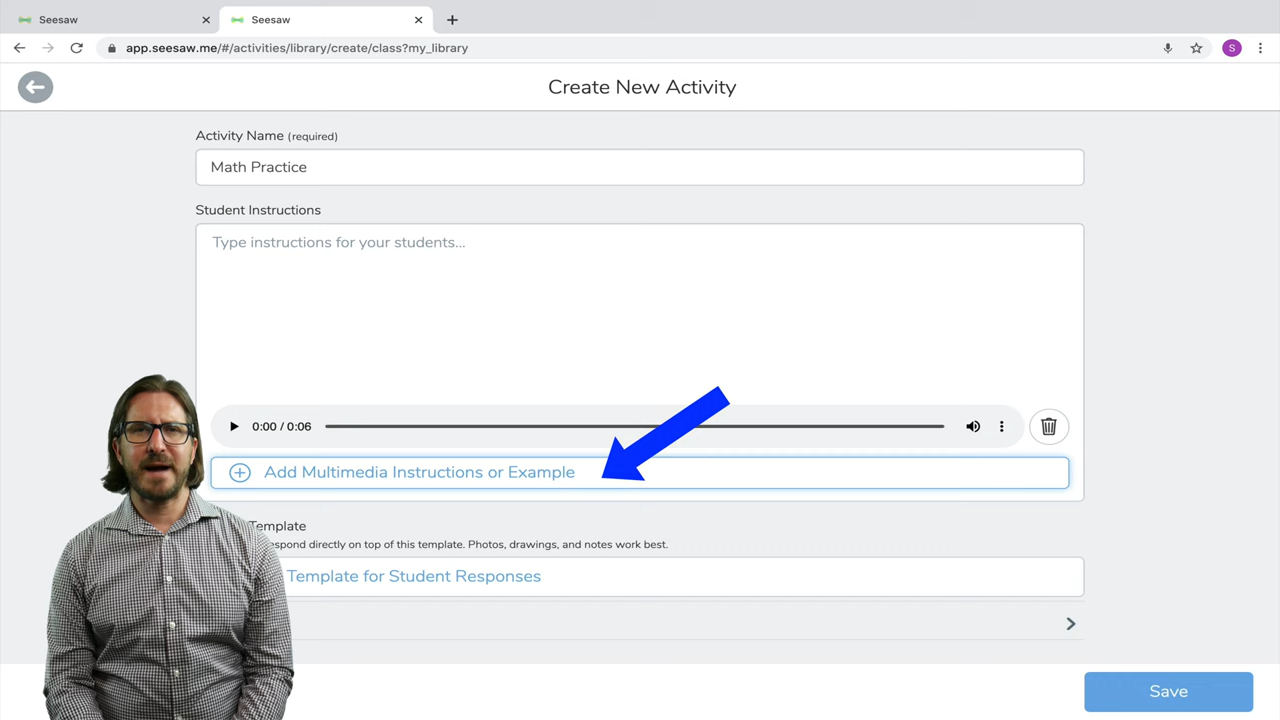 Seesaw
Seesaw
app.seesaw.me/#/activities/library/create/class?my_library
S
Create New Activity
Activity Name (required)
Math Practice
Student Instructions
Type instructions for your students...
0:00 / 0:06
Add Multimedia Instructions or Example
Template
spond directly on top of this template. Photos, drawings, and notes work best.
Template for Student Responses
Save